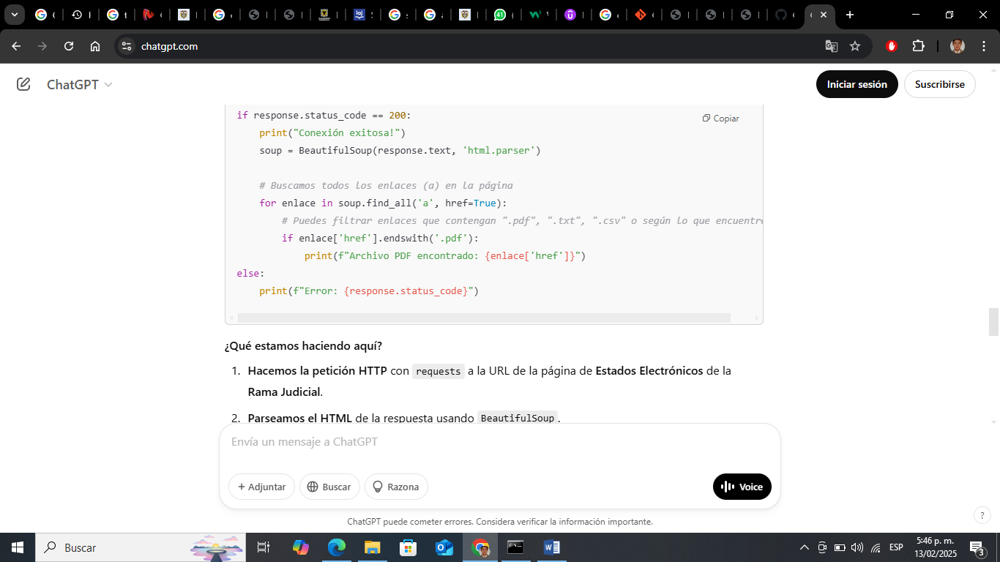 chatgpt.com
ChatGPT
Iniciar sesión
Suscribirse
if response.status_code == 200:
Copiar
print("Conexión exitosa!")
soup = BeautifulSoup(response.text, 'html.parser')
# Buscamos todos los enlaces (a) en la página
for enlace in soup.find_all('a', href=True):
# Puedes filtrar enlaces que contengan ".pdf", ".txt", ".csv" o según lo que encuentre
if enlace['href'].endswith('.pdf'):
print(f"Archivo PDF encontrado: {enlace['href']}")
else:
print(f"Error: {response.status_code}")
¿Qué estamos haciendo aquí?
1. Hacemos la petición HTTP con requests a la URL de la página de Estados Electrónicos de la
Rama Judicial.
2. Parseamos el HTML de la respuesta usando BeautifulSoup.
Envía un mensaje a ChatGPT
+ Adjuntar
Buscar
Razona
Voice
ChatGPT puede cometer errores. Considera verificar la información importante.
?
Buscar
ESP
5:46 p. m.
13/02/2025
3